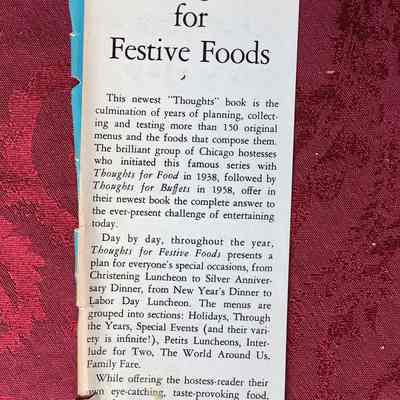 for
Festive Foods
This newest "Thoughts" book is the
culmination of years of planning, collect-
ing and testing more than 150 original
menus and the foods that compose them.
The brilliant group of Chicago hostesses
who initiated this famous series with
Thoughts for Food in 1938, followed by
Thoughts for Buffets in 1958, offer in
their newest book the complete answer to
the ever-present challenge of entertaining
today.
Day by day, throughout the year,
Thoughts for Festive Foods presents a
plan for everyone's special occasions, from
Christening Luncheon to Silver Anniver-
sary Dinner, from New Year's Dinner to
Labor Day Luncheon. The menus are
grouped into sections: Holidays, Through
the Years, Special Events (and their vari-
ety is infinite!), Petits Luncheons, Inter-
lude for Two, The World Around Us,
Family Fare.
While offering the hostess-reader their
own eye-catching, taste-provoking food,